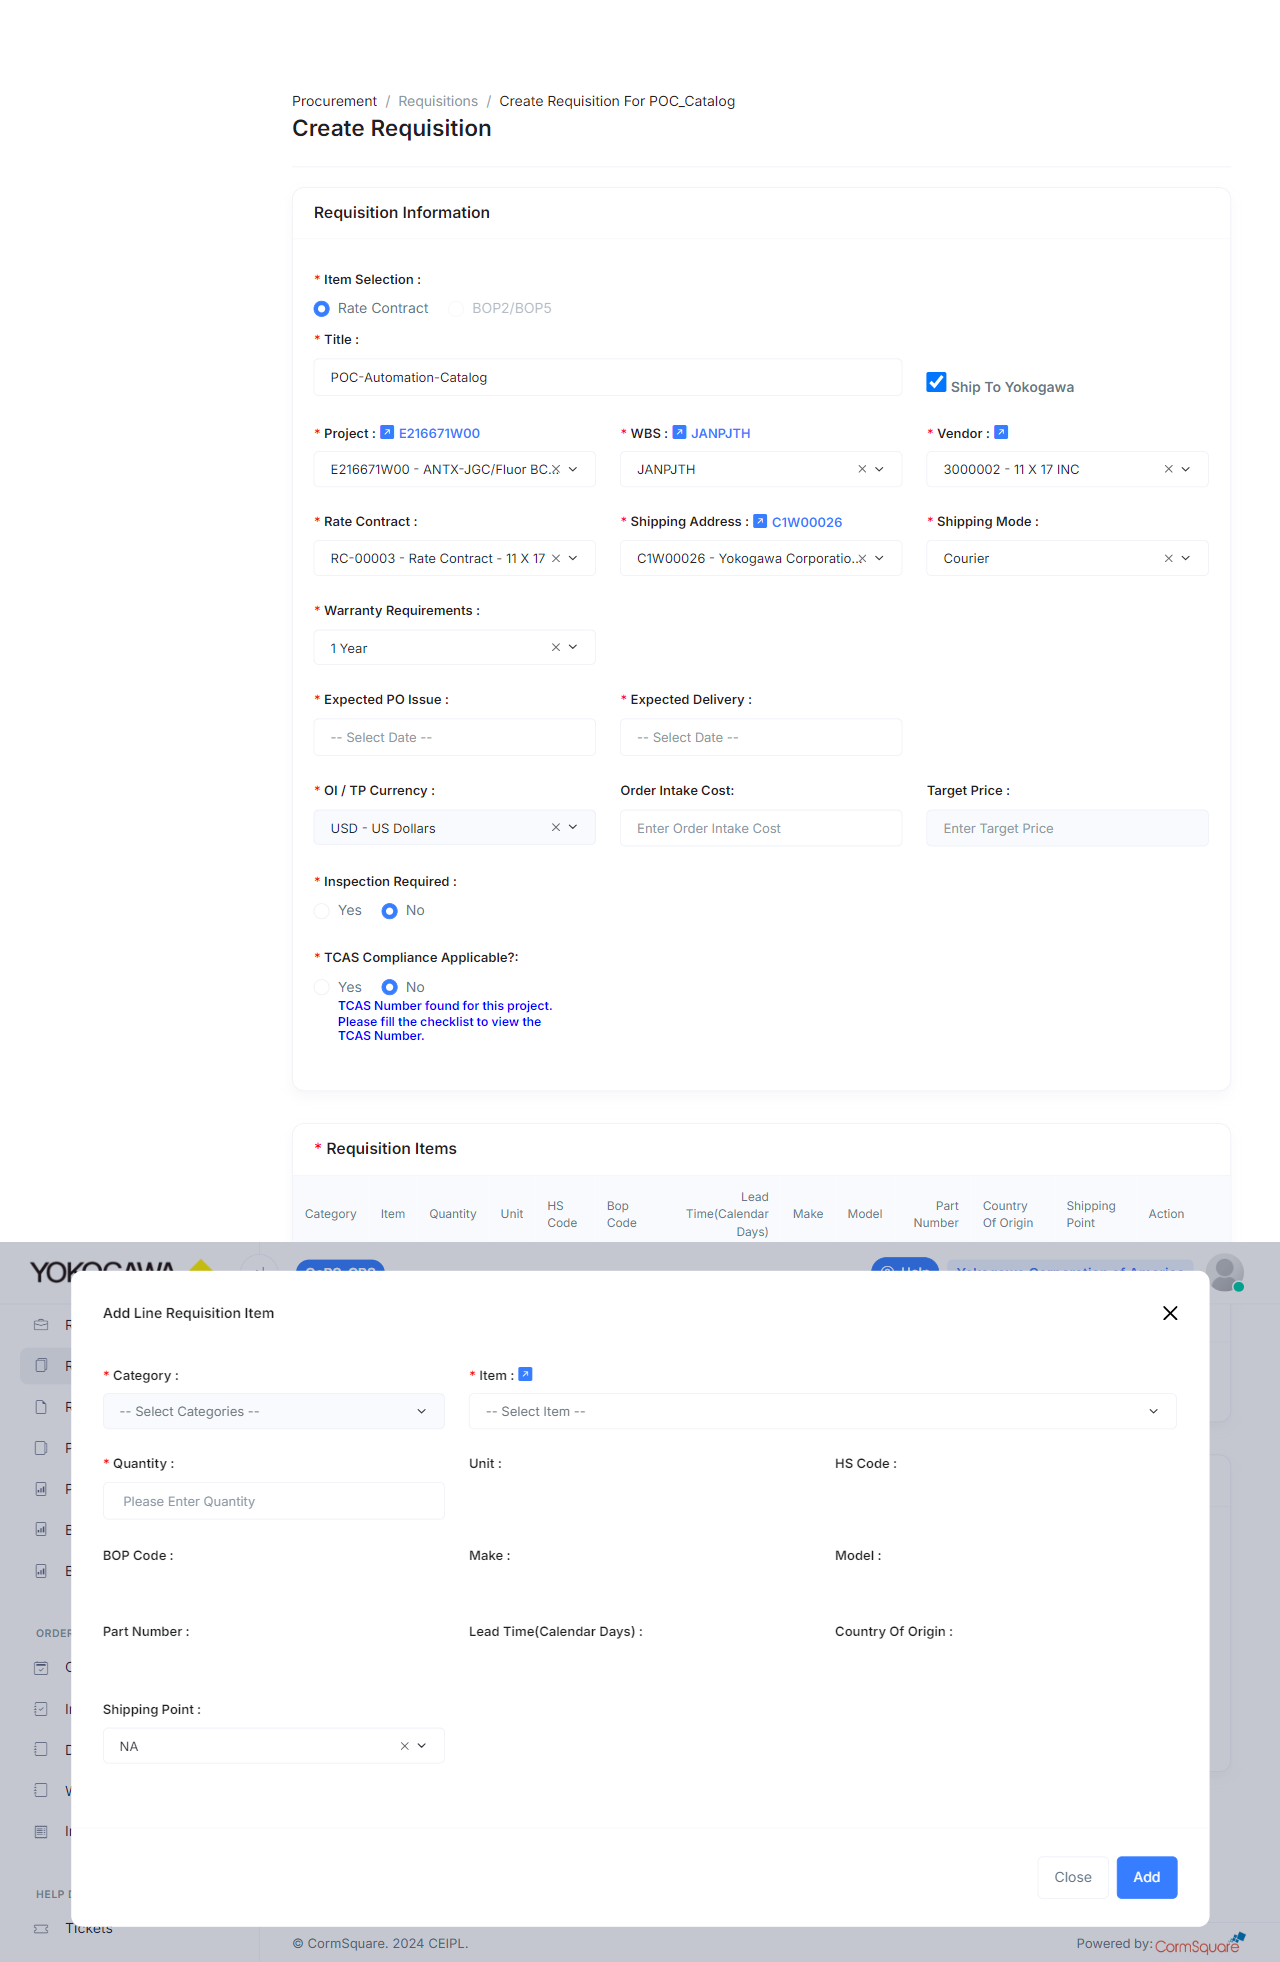 Procurement / Requisitions / Create Requisition For POC_Catalog
Create Requisition
Requisition Information
* Item Selection :
Rate Contract BOP2/BOP5
* Title :
POC-Automation-Catalog
Ship To Yokogawa
* Project : E216671W00 * WBS : JANPJTH * Vendor :
E216671W00 - ANTX-JGC/Fluor BC... JANPJTH 3000002 - 11 X 17 INC
* Rate Contract : * Shipping Address : C1W00026 * Shipping Mode :
RC-00003 - Rate Contract - 11 X 17 C1W00026 - Yokogawa Corporatio... Courier
* Warranty Requirements :
1 Year
* Expected PO Issue : * Expected Delivery :
-- Select Date -- -- Select Date --
* OI / TP Currency : Order Intake Cost: Target Price :
USD - US Dollars Enter Order Intake Cost Enter Target Price
* Inspection Required :
Yes No
* TCAS Compliance Applicable?:
Yes No
TCAS Number found for this project.
Please fill the checklist to view the
TCAS Number.
* Requisition Items
Category Item Quantity Unit HS Code Bop Code Lead Time(Calendar Days) Make Model Part Number Country Of Origin Shipping Point Action
YOKOGAWA Help Yokogawa Corporation of America
Add Line Requisition Item
* Category : * Item :
-- Select Categories -- -- Select Item --
* Quantity : Unit : HS Code :
Please Enter Quantity
BOP Code : Make : Model :
Part Number : Lead Time(Calendar Days) : Country Of Origin :
Shipping Point :
NA
Close Add
HELP
Tickets
© CormSquare. 2024 CEIPL. Powered by: CormSquare